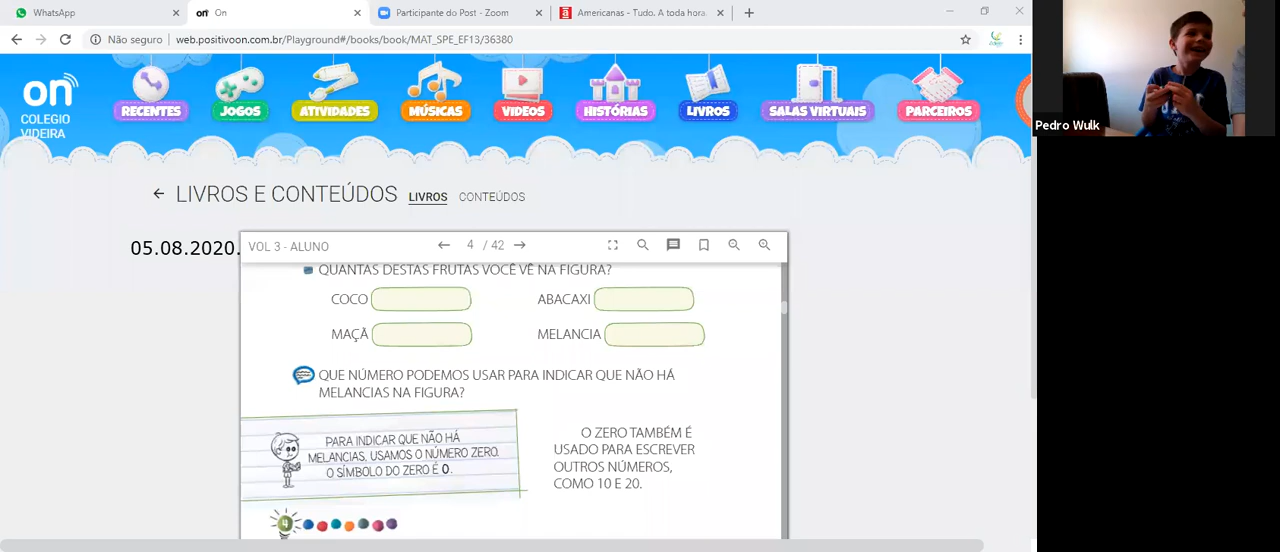 WhatsApp
On On
Participante do Post - Zoom
Americanas - Tudo. A toda hora.
Não seguro
web.positivoon.com.br/Playground#/books/book/MAT_SPE_EF13/36380
on
COLEGIO
VIDEIRA
RECENTES
JOGOS
ATIVIDADES
MÚSICAS
VIDEOS
HISTÓRIAS
LIVROS
SALAS VIRTUAIS
PARCEIROS
Pedro Wulk
LIVROS E CONTEÚDOS LIVROS CONTEÚDOS
05.08.2020.
VOL 3 - ALUNO
4 / 42
QUANTAS DESTAS FRUTAS VOCÊ VÊ NA FIGURA?
COCO ABACAXI
MAÇÃ MELANCIA
QUE NÚMERO PODEMOS USAR PARA INDICAR QUE NÃO HÁ
MELANCIAS NA FIGURA?
PARA INDICAR QUE NÃO HÁ
MELANCIAS, USAMOS O NÚMERO ZERO.
O SÍMBOLO DO ZERO É 0.
O ZERO TAMBÉM É
USADO PARA ESCREVER
OUTROS NÚMEROS,
COMO 10 E 20.
4